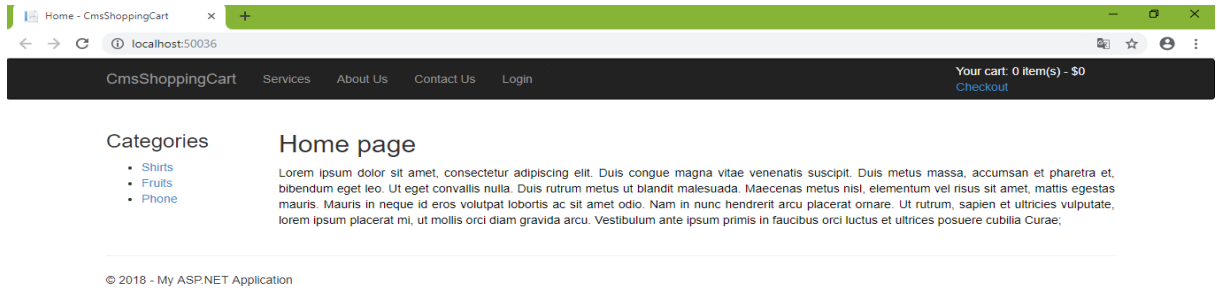 Home - CmsShoppingCart
localhost:50036
CmsShoppingCart Services About Us Contact Us Login
Your cart: 0 item(s) - $0
Checkout
Categories
Shirts
Fruits
Phone
Home page
Lorem ipsum dolor sit amet, consectetur adipiscing elit. Duis congue magna vitae venenatis suscipit. Duis metus massa, accumsan et pharetra et,
bibendum eget leo. Ut eget convallis nulla. Duis rutrum metus ut blandit malesuada. Maecenas metus nisl, elementum vel risus sit amet, mattis egestas
mauris. Mauris in neque id eros volutpat lobortis ac sit amet odio. Nam in nunc hendrerit arcu placerat ornare. Ut rutrum, sapien et ultricies vulputate,
lorem ipsum placerat mi, ut mollis orci diam gravida arcu. Vestibulum ante ipsum primis in faucibus orci luctus et ultrices posuere cubilia Curae;
© 2018 - My ASP.NET Application